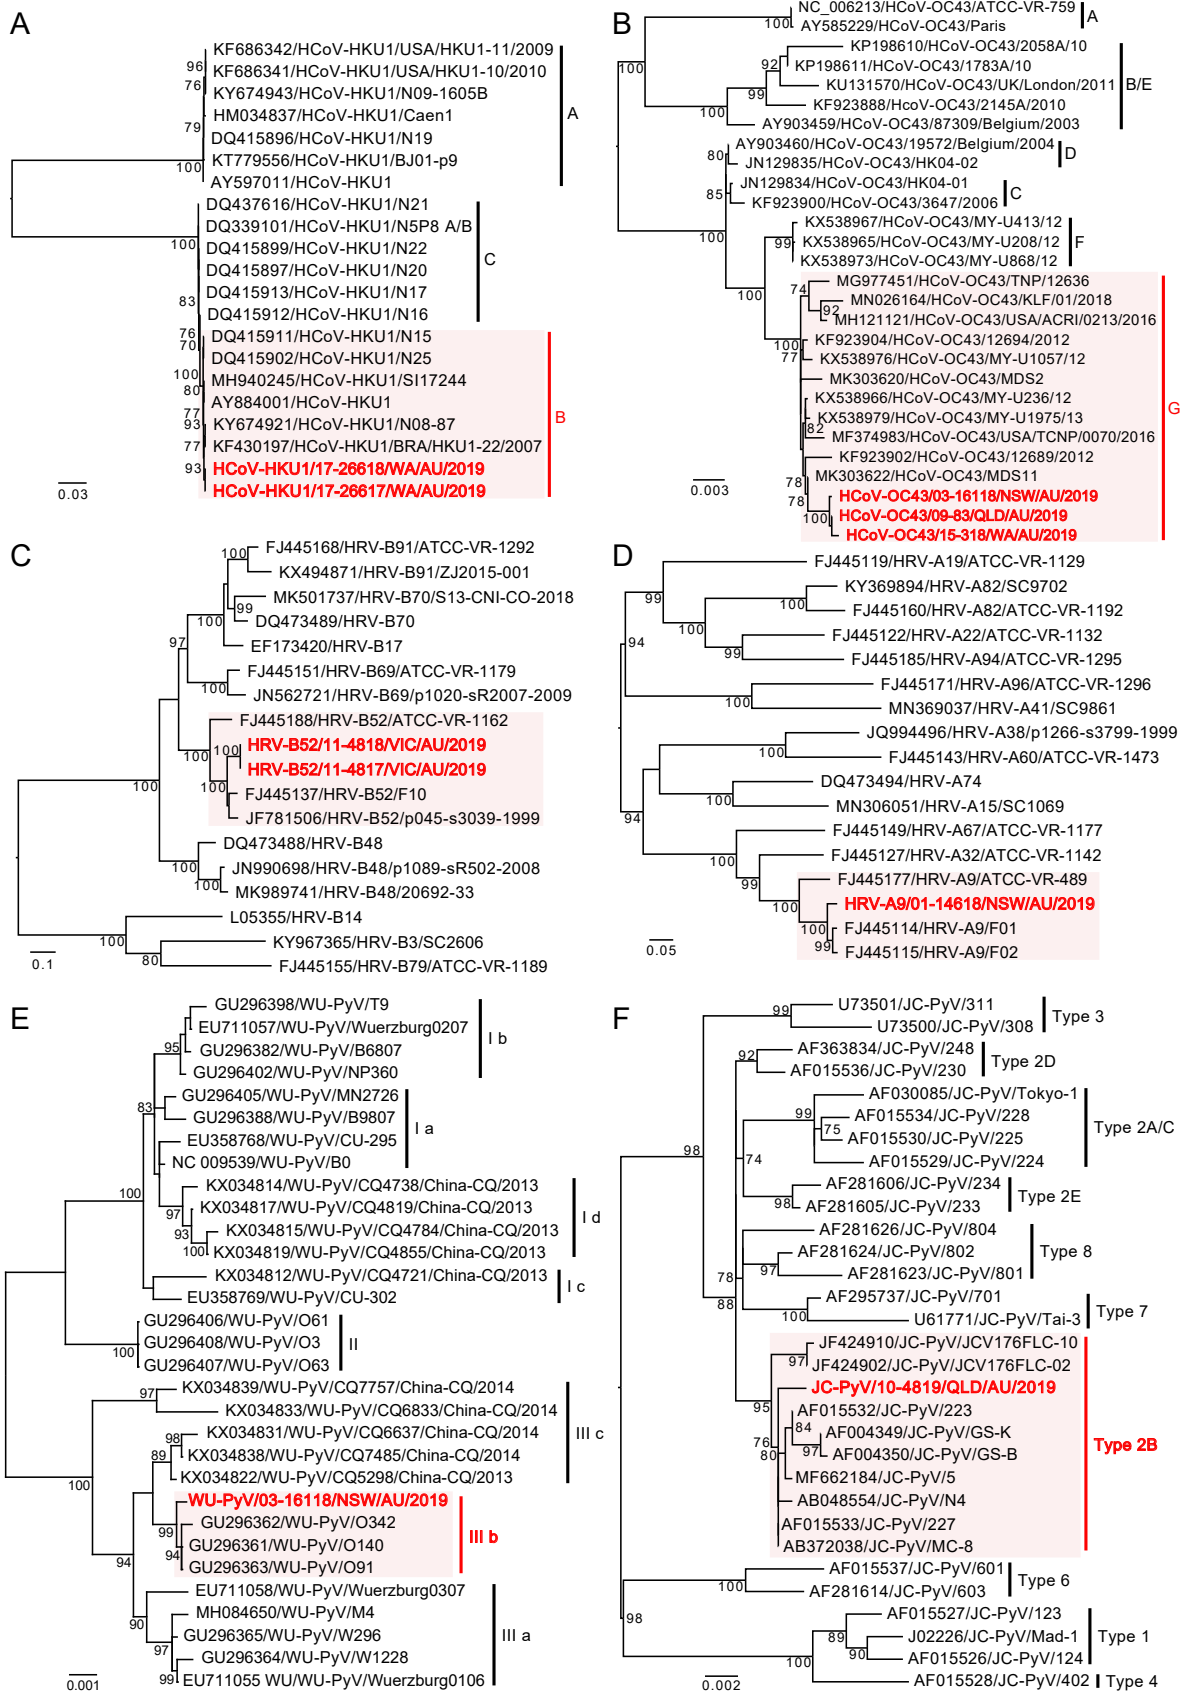 A
KF686342/HCoV-HKU1/USA/HKU1-11/2009
96
KF686341/HCoV-HKU1/USA/HKU1-10/2010
76
KY674943/HCoV-HKU1/N09-1605B
HM034837/HCoV-HKU1/Caen1
A
79
DQ415896/HCoV-HKU1/N19
KT779556/HCoV-HKU1/BJ01-p9
100
AY597011/HCoV-HKU1
DQ437616/HCoV-HKU1/N21
DQ339101/HCoV-HKU1/N5P8 A/B
100
DQ415899/HCoV-HKU1/N22
C
DQ415897/HCoV-HKU1/N20
DQ415913/HCoV-HKU1/N17
83
DQ415912/HCoV-HKU1/N16
76
DQ415911/HCoV-HKU1/N15
70
DQ415902/HCoV-HKU1/N25
100
MH940245/HCoV-HKU1/SI17244
80
AY884001/HCoV-HKU1
77
B
93
KY674921/HCoV-HKU1/N08-87
77
KF430197/HCoV-HKU1/BRA/HKU1-22/2007
93
HCoV-HKU1/17-26618/WA/AU/2019
HCoV-HKU1/17-26617/WA/AU/2019
0.03
B
NC_006213/HCoV-OC43/ATCC-VR-759
A
100
AY585229/HCoV-OC43/Paris
KP198610/HCoV-OC43/2058A/10
92
KP198611/HCoV-OC43/1783A/10
100
KU131570/HCoV-OC43/UK/London/2011
B/E
99
KF923888/HcoV-OC43/2145A/2010
100
AY903459/HCoV-OC43/87309/Belgium/2003
AY903460/HCoV-OC43/19572/Belgium/2004
80
D
JN129835/HCoV-OC43/HK04-02
JN129834/HCoV-OC43/HK04-01
85
C
KF923900/HCoV-OC43/3647/2006
KX538967/HCoV-OC43/MY-U413/12
100
99
KX538965/HCoV-OC43/MY-U208/12
F
KX538973/HCoV-OC43/MY-U868/12
MG977451/HCoV-OC43/TNP/12636
74
100
MN026164/HCoV-OC43/KLF/01/2018
92
MH121121/HCoV-OC43/USA/ACRI/0213/2016
100
KF923904/HCoV-OC43/12694/2012
77
KX538976/HCoV-OC43/MY-U1057/12
MK303620/HCoV-OC43/MDS2
KX538966/HCoV-OC43/MY-U236/12
G
KX538979/HCoV-OC43/MY-U1975/13
82
MF374983/HCoV-OC43/USA/TCNP/0070/2016
KF923902/HCoV-OC43/12689/2012
78
MK303622/HCoV-OC43/MDS11
78
HCoV-OC43/03-16118/NSW/AU/2019
100
HCoV-OC43/09-83/QLD/AU/2019
HCoV-OC43/15-318/WA/AU/2019
0.003
C
FJ445168/HRV-B91/ATCC-VR-1292
100
KX494871/HRV-B91/ZJ2015-001
MK501737/HRV-B70/S13-CNI-CO-2018
99
100
DQ473489/HRV-B70
97
EF173420/HRV-B17
FJ445151/HRV-B69/ATCC-VR-1179
100
JN562721/HRV-B69/p1020-sR2007-2009
FJ445188/HRV-B52/ATCC-VR-1162
100
HRV-B52/11-4818/VIC/AU/2019
100
HRV-B52/11-4817/VIC/AU/2019
100
100
FJ445137/HRV-B52/F10
JF781506/HRV-B52/p045-s3039-1999
DQ473488/HRV-B48
100
JN990698/HRV-B48/p1089-sR502-2008
100
MK989741/HRV-B48/20692-33
L05355/HRV-B14
100
KY967365/HRV-B3/SC2606
80
FJ445155/HRV-B79/ATCC-VR-1189
0.1
D
FJ445119/HRV-A19/ATCC-VR-1129
KY369894/HRV-A82/SC9702
99
100
FJ445160/HRV-A82/ATCC-VR-1192
100
FJ445122/HRV-A22/ATCC-VR-1132
94
99
FJ445185/HRV-A94/ATCC-VR-1295
FJ445171/HRV-A96/ATCC-VR-1296
100
MN369037/HRV-A41/SC9861
JQ994496/HRV-A38/p1266-s3799-1999
100
FJ445143/HRV-A60/ATCC-VR-1473
DQ473494/HRV-A74
100
MN306051/HRV-A15/SC1069
94
FJ445149/HRV-A67/ATCC-VR-1177
100
FJ445127/HRV-A32/ATCC-VR-1142
99
FJ445177/HRV-A9/ATCC-VR-489
100
HRV-A9/01-14618/NSW/AU/2019
100
FJ445114/HRV-A9/F01
99
FJ445115/HRV-A9/F02
0.05
E
GU296398/WU-PyV/T9
EU711057/WU-PyV/Wuerzburg0207
I b
95
GU296382/WU-PyV/B6807
GU296402/WU-PyV/NP360
GU296405/WU-PyV/MN2726
83
GU296388/WU-PyV/B9807
I a
EU358768/WU-PyV/CU-295
NC 009539/WU-PyV/B0
KX034814/WU-PyV/CQ4738/China-CQ/2013
100
KX034817/WU-PyV/CQ4819/China-CQ/2013
97
I d
KX034815/WU-PyV/CQ4784/China-CQ/2013
93
KX034819/WU-PyV/CQ4855/China-CQ/2013
100
KX034812/WU-PyV/CQ4721/China-CQ/2013
I c
EU358769/WU-PyV/CU-302
GU296406/WU-PyV/O61
GU296408/WU-PyV/O3
II
100
GU296407/WU-PyV/O63
KX034839/WU-PyV/CQ7757/China-CQ/2014
97
KX034833/WU-PyV/CQ6833/China-CQ/2014
KX034831/WU-PyV/CQ6637/China-CQ/2014
III c
98
KX034838/WU-PyV/CQ7485/China-CQ/2014
89
KX034822/WU-PyV/CQ5298/China-CQ/2013
100
WU-PyV/03-16118/NSW/AU/2019
GU296362/WU-PyV/O342
99
III b
GU296361/WU-PyV/O140
94
94
GU296363/WU-PyV/O91
EU711058/WU-PyV/Wuerzburg0307
MH084650/WU-PyV/M4
90
GU296365/WU-PyV/W296
III a
97
GU296364/WU-PyV/W1228
99
EU711055 WU/WU-PyV/Wuerzburg0106
0.001
F
U73501/JC-PyV/311
99
Type 3
U73500/JC-PyV/308
AF363834/JC-PyV/248
92
Type 2D
AF015536/JC-PyV/230
AF030085/JC-PyV/Tokyo-1
99
AF015534/JC-PyV/228
75
Type 2A/C
AF015530/JC-PyV/225
98
74
AF015529/JC-PyV/224
AF281606/JC-PyV/234
98
Type 2E
AF281605/JC-PyV/233
AF281626/JC-PyV/804
AF281624/JC-PyV/802
Type 8
97
78
AF281623/JC-PyV/801
88
AF295737/JC-PyV/701
100
Type 7
U61771/JC-PyV/Tai-3
JF424910/JC-PyV/JCV176FLC-10
97
JF424902/JC-PyV/JCV176FLC-02
JC-PyV/10-4819/QLD/AU/2019
95
AF015532/JC-PyV/223
84
AF004349/JC-PyV/GS-K
76
Type 2B
80
97
AF004350/JC-PyV/GS-B
MF662184/JC-PyV/5
AB048554/JC-PyV/N4
AF015533/JC-PyV/227
AB372038/JC-PyV/MC-8
AF015537/JC-PyV/601
100
Type 6
AF281614/JC-PyV/603
98
AF015527/JC-PyV/123
89
J02226/JC-PyV/Mad-1
Type 1
90
AF015526/JC-PyV/124
100
AF015528/JC-PyV/402
Type 4
0.002